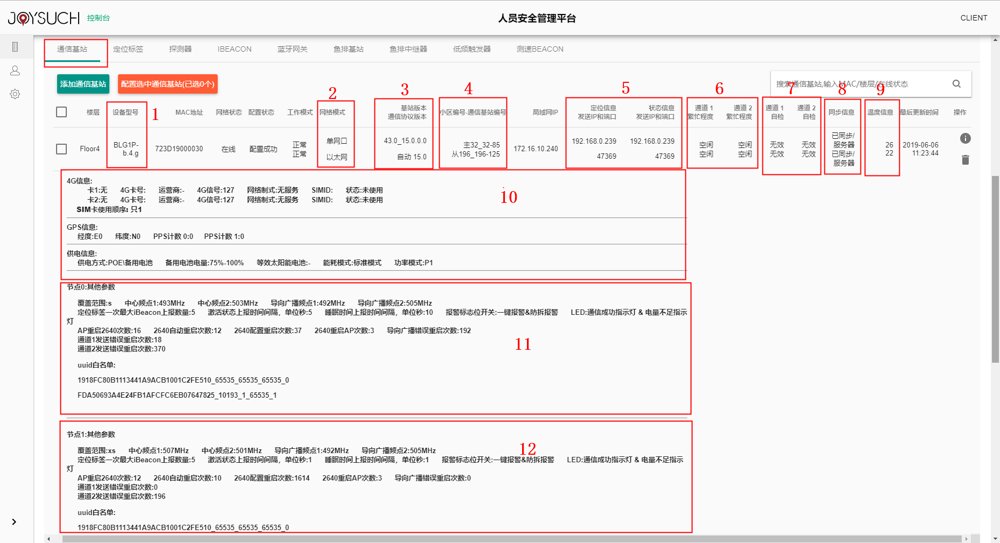 JOYSUCH 控制台
人员安全管理平台
CLIENT
通信基站 定位标签 探测器 IBEACON 蓝牙网关 鱼排基站 鱼排中继器 低频触发器 测速BEACON
添加通信基站 配置选中通信基站(已选0个)
搜索通信基站,输入MAC/楼层/在线状态
1 2 3 4 5 6 7 8 9
楼层 设备型号 MAC地址 网络状态 配置状态 工作模式 网络模式 基站版本 通信协议版本 小区编号-通信基站编号 局域网IP 定位信息 发送IP和端口 状态信息 发送IP和端口 通道 1 繁忙程度 通道 2 繁忙程度 通道 1 自检 通道 2 自检 同步信息 温度信息 最后更新时间 操作
Floor4 BLG1P-b.4.g 723D19000030 在线 配置成功 正常 正常 单网口 以太网 43.0_15.0.0.0 自动 15.0 主32_32-85 从196_196-125 172.16.10.240 192.168.0.239 47369 192.168.0.239 47369 空闲 空闲 空闲 空闲 无效 无效 无效 无效 已同步/服务器 已同步/服务器 26 22 2019-06-06 11:23:44
4G信息:
卡1:无 4G卡号: 运营商:- 4G信号:127 网络制式:无服务 SIMID: 状态:未使用
卡2:无 4G卡号: 运营商:- 4G信号:127 网络制式:无服务 SIMID: 状态:未使用
SIM卡使用顺序: 只1
10
GPS信息:
经度:E0 纬度:N0 PPS计数 0:0 PPS计数 1:0
供电信息:
供电方式:POE\备用电池 备用电池电量:75%-100% 等效太阳能电池:- 能耗模式:标准模式 功率模式:P1
节点0:其他参数
覆盖范围:s 中心频点1:493MHz 中心频点2:503MHz 导向广播频点1:492MHz 导向广播频点2:505MHz
定位标签一次最大iBeacon上报数量:5 激活状态上报时间间隔，单位秒:5 睡眠时间上报时间间隔，单位秒:10 报警标志位开关:一键报警&防拆报警 LED:通信成功指示灯 & 电量不足指示
灯
AP重启2640次数:16 2640自动重启次数:12 2640配置重启次数:37 2640重启AP次数:3 导向广播错误重启次数:192
通道1发送错误重启次数:18
通道2发送错误重启次数:370
11
uuid白名单:
1918FC80B1113441A9ACB1001C2FE510_65535_65535_65535_0
FDA50693A4E24FB1AFCFC6EB07647825_10193_1_65535_1
节点1:其他参数
12
覆盖范围:xs 中心频点1:507MHz 中心频点2:501MHz 导向广播频点1:492MHz 导向广播频点2:505MHz
定位标签一次最大iBeacon上报数量:5 激活状态上报时间间隔，单位秒:1 睡眠时间上报时间间隔，单位秒:1 报警标志位开关:一键报警&防拆报警 LED:通信成功指示灯 & 电量不足指示
灯
AP重启2640次数:12 2640自动重启次数:10 2640配置重启次数:1614 2640重启AP次数:3 导向广播错误重启次数:0
通道1发送错误重启次数:0
通道2发送错误重启次数:196
uuid白名单:
1918FC80B1113441A9ACB1001C2FE510_65535_65535_65535_0